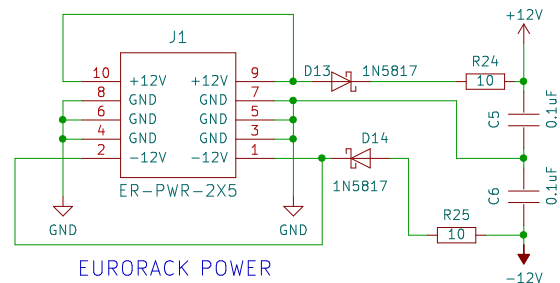 +12V
J1
R24
D13
1N5817
10
+12V
+12V
9
10
8
GND
GND
7
C5
0.1uF
6
GND
GND
5
4
GND
GND
3
D14
2
-12V
-12V
1
ER-PWR-2X5
1N5817
C6
0.1uF
R25
GND
GND
10
EURORACK POWER
-12V